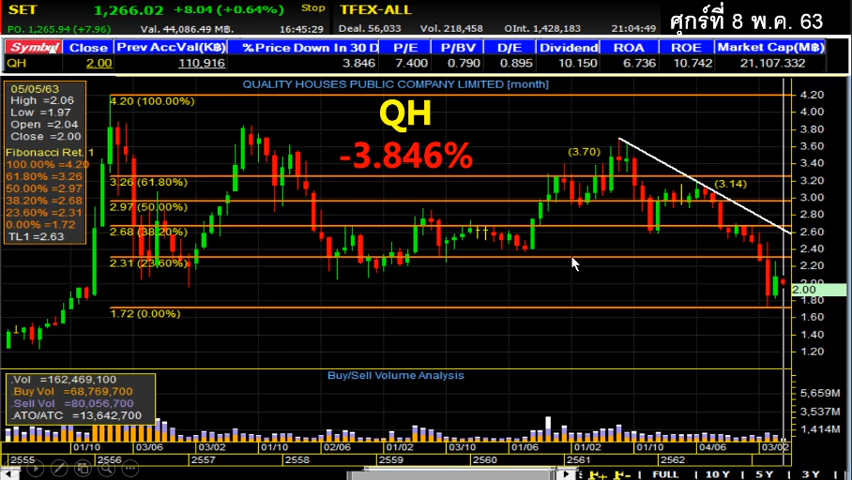 SET 1,266.02 +8.04 (+0.64%) Stop TFEX-ALL
PO. 1,265.94 (+7.96) Val. 44,086.49 MB. 16:45:29 Deal. 56,033 Vol. 218,458 OI. 1,428,183 21:04:49
ศุกร์ที่ 8 พ.ค. 63
Symbol Close Prev AccVal(K฿) %Price Down In 30 D P/E P/BV D/E Dividend ROA ROE Market Cap(M฿)
QH 2.00 110,916 3.846 7.400 0.790 0.895 10.150 6.736 10.742 21,107.332
QUALITY HOUSES PUBLIC COMPANY LIMITED [month]
05/05/63
High =2.06
Low =1.97
Open =2.04
Close =2.00
Fibonacci Ret. 1
100.00% =4.20
61.80% =3.26
50.00% =2.97
38.20% =2.68
23.60% =2.31
0.00% =1.72
TL1 =2.63
QH
-3.846%
4.20 (100.00%)
3.26 (61.80%)
2.97 (50.00%)
2.68 (38.20%)
2.31 (23.60%)
1.72 (0.00%)
(3.70)
(3.14)
4.20
4.00
3.80
3.60
3.40
3.20
3.00
2.80
2.60
2.40
2.20
2.00
2.00
1.80
1.60
1.40
1.20
Buy/Sell Volume Analysis
.Vol =162,469,100
.Buy Vol =68,769,700
.Sell Vol =80,056,700
.ATO/ATC =13,642,700
5,659M
3,537M
1,414M
01/10 03/06 01/10 02/06 03/10 01/02 01/10 04/06 03/02
2555 2556 2557 2558 2559 2560 2561 2562
FULL 10 Y 5 Y 3 Y